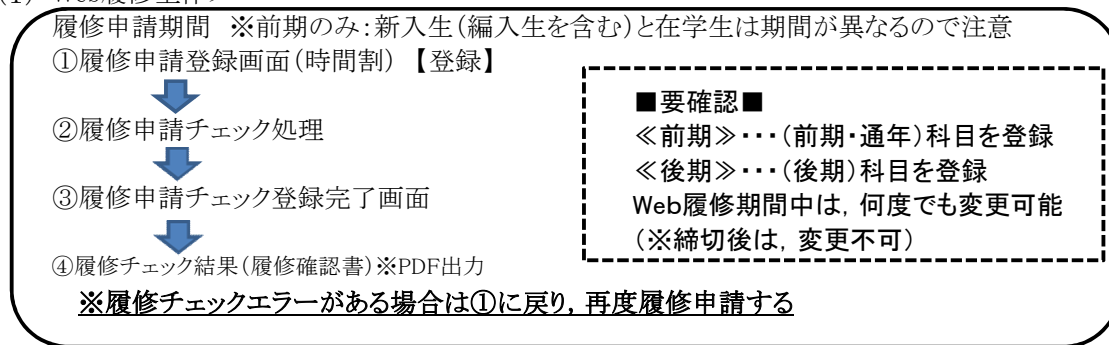 履修申請期間 ※前期のみ:新入生(編入生を含む)と在学生は期間が異なるので注意
①履修申請登録画面(時間割) 【登録】
②履修申請チェック処理
③履修申請チェック登録完了画面
④履修チェック結果(履修確認書)※PDF出力
※履修チェックエラーがある場合は①に戻り,再度履修申請する
■要確認■
≪前期≫・・・(前期・通年)科目を登録
≪後期≫・・・(後期)科目を登録
Web履修期間中は,何度でも変更可能
(※締切後は,変更不可)